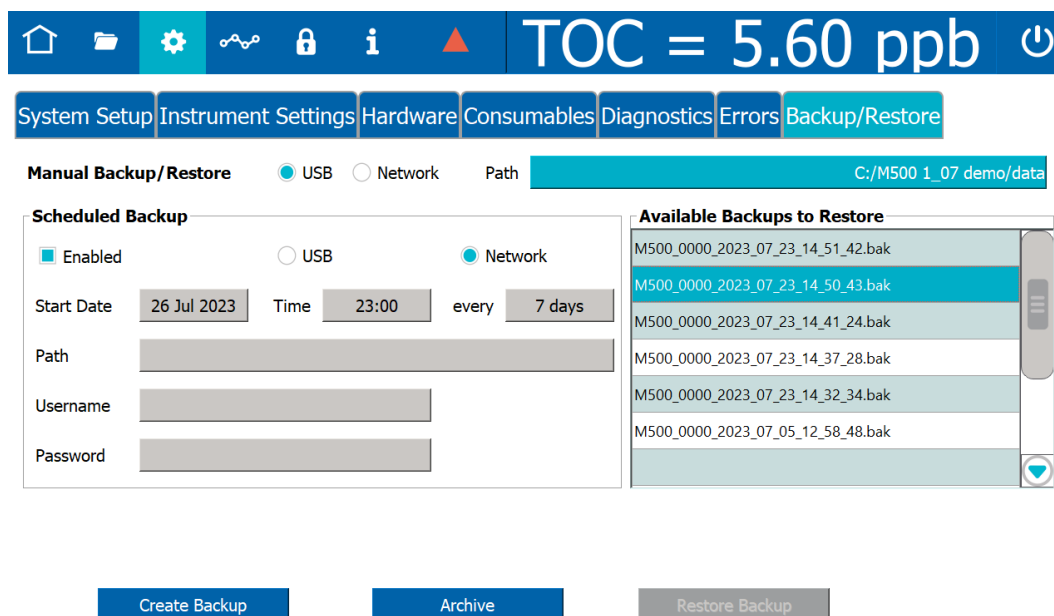 TOC = 5.60 ppb
System Setup Instrument Settings Hardware Consumables Diagnostics Errors Backup/Restore
Manual Backup/Restore USB Network Path C:/M500 1_07 demo/data
Scheduled Backup
Enabled USB Network
Start Date 26 Jul 2023 Time 23:00 every 7 days
Path
Username
Password
Available Backups to Restore
M500_0000_2023_07_23_14_51_42.bak
M500_0000_2023_07_23_14_50_43.bak
M500_0000_2023_07_23_14_41_24.bak
M500_0000_2023_07_23_14_37_28.bak
M500_0000_2023_07_23_14_32_34.bak
M500_0000_2023_07_05_12_58_48.bak
Create Backup Archive Restore Backup